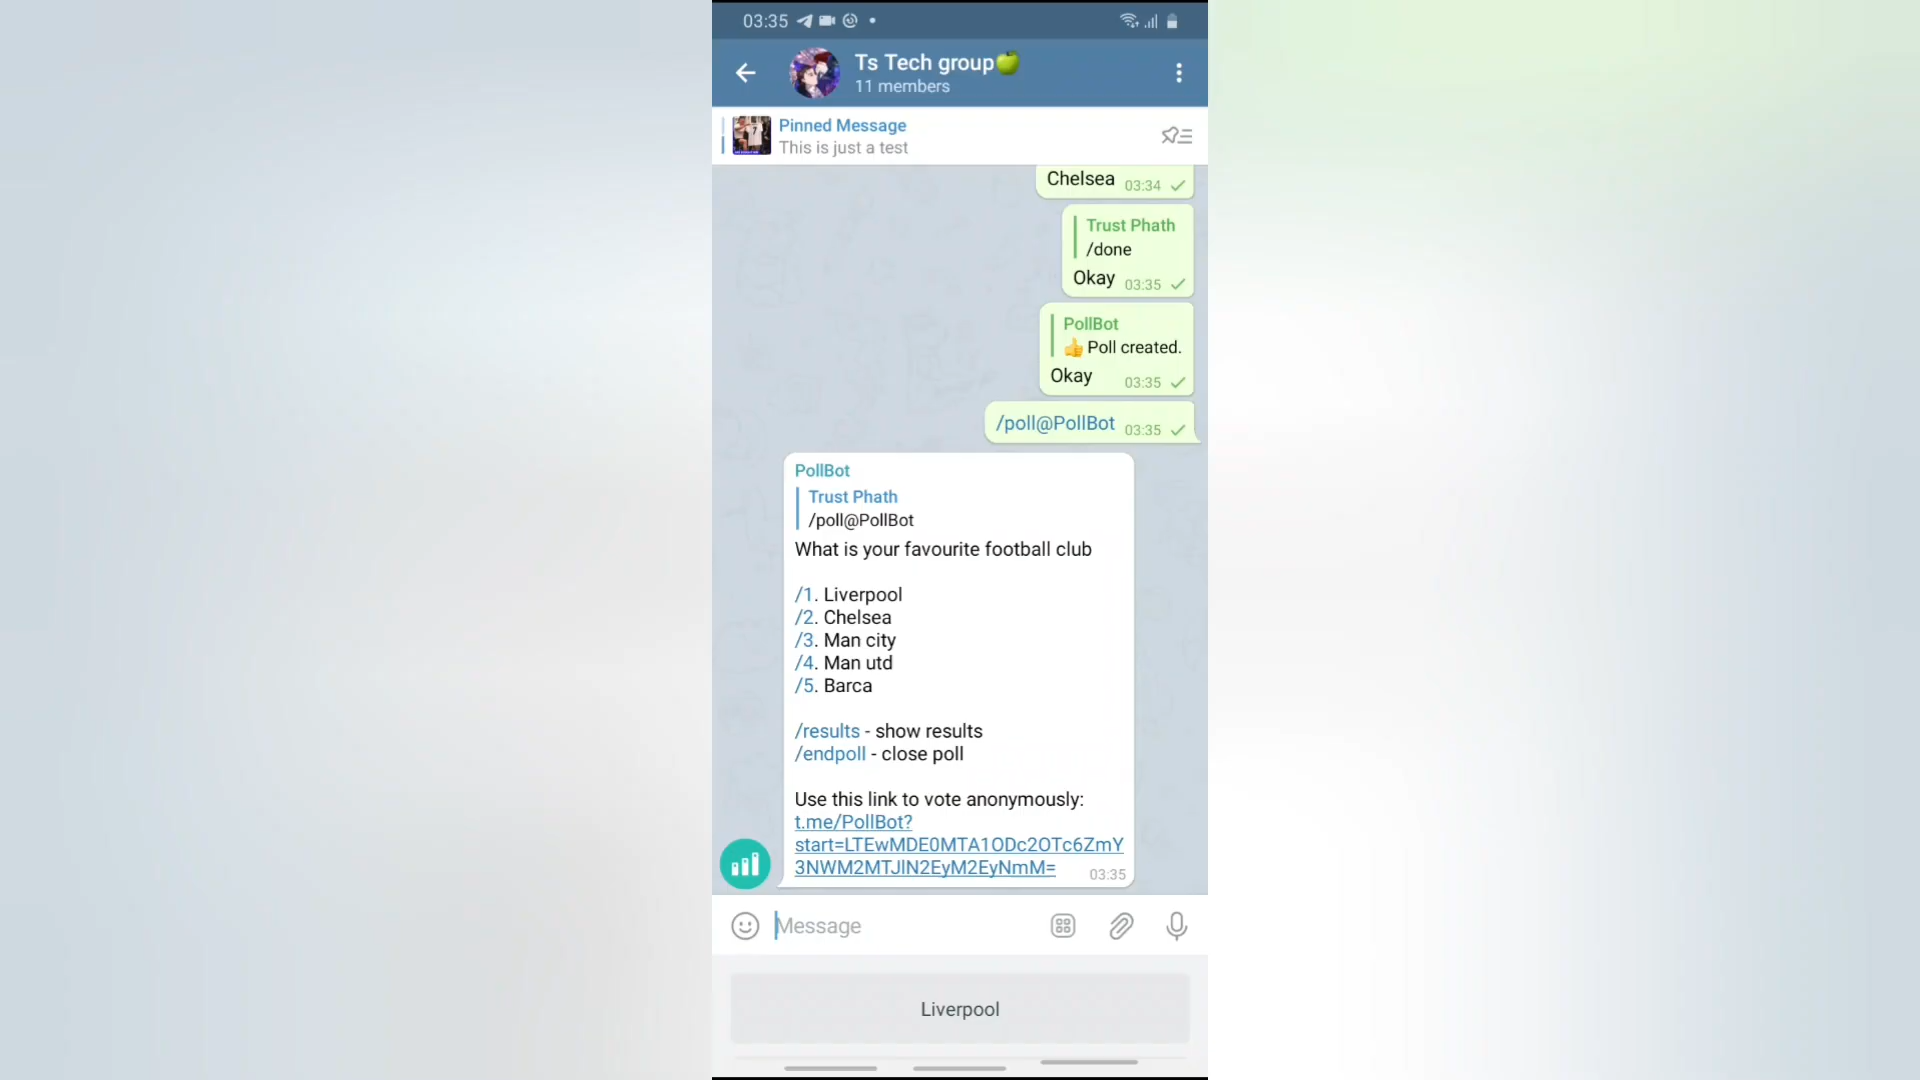 03:35
Ts Tech group🍏
11 members
Pinned Message
This is just a test
Chelsea 03:34
Trust Phath
/done
Okay 03:35
PollBot
👍 Poll created.
Okay 03:35
/poll@PollBot 03:35
PollBot
Trust Phath
/poll@PollBot
What is your favourite football club
/1. Liverpool
/2. Chelsea
/3. Man city
/4. Man utd
/5. Barca
/results - show results
/endpoll - close poll
Use this link to vote anonymously:
t.me/PollBot?
start=LTEwMDE0MTA1ODc2OTc6ZmY
3NWM2MTJlN2EyM2EyNmM=
03:35
Message
Liverpool